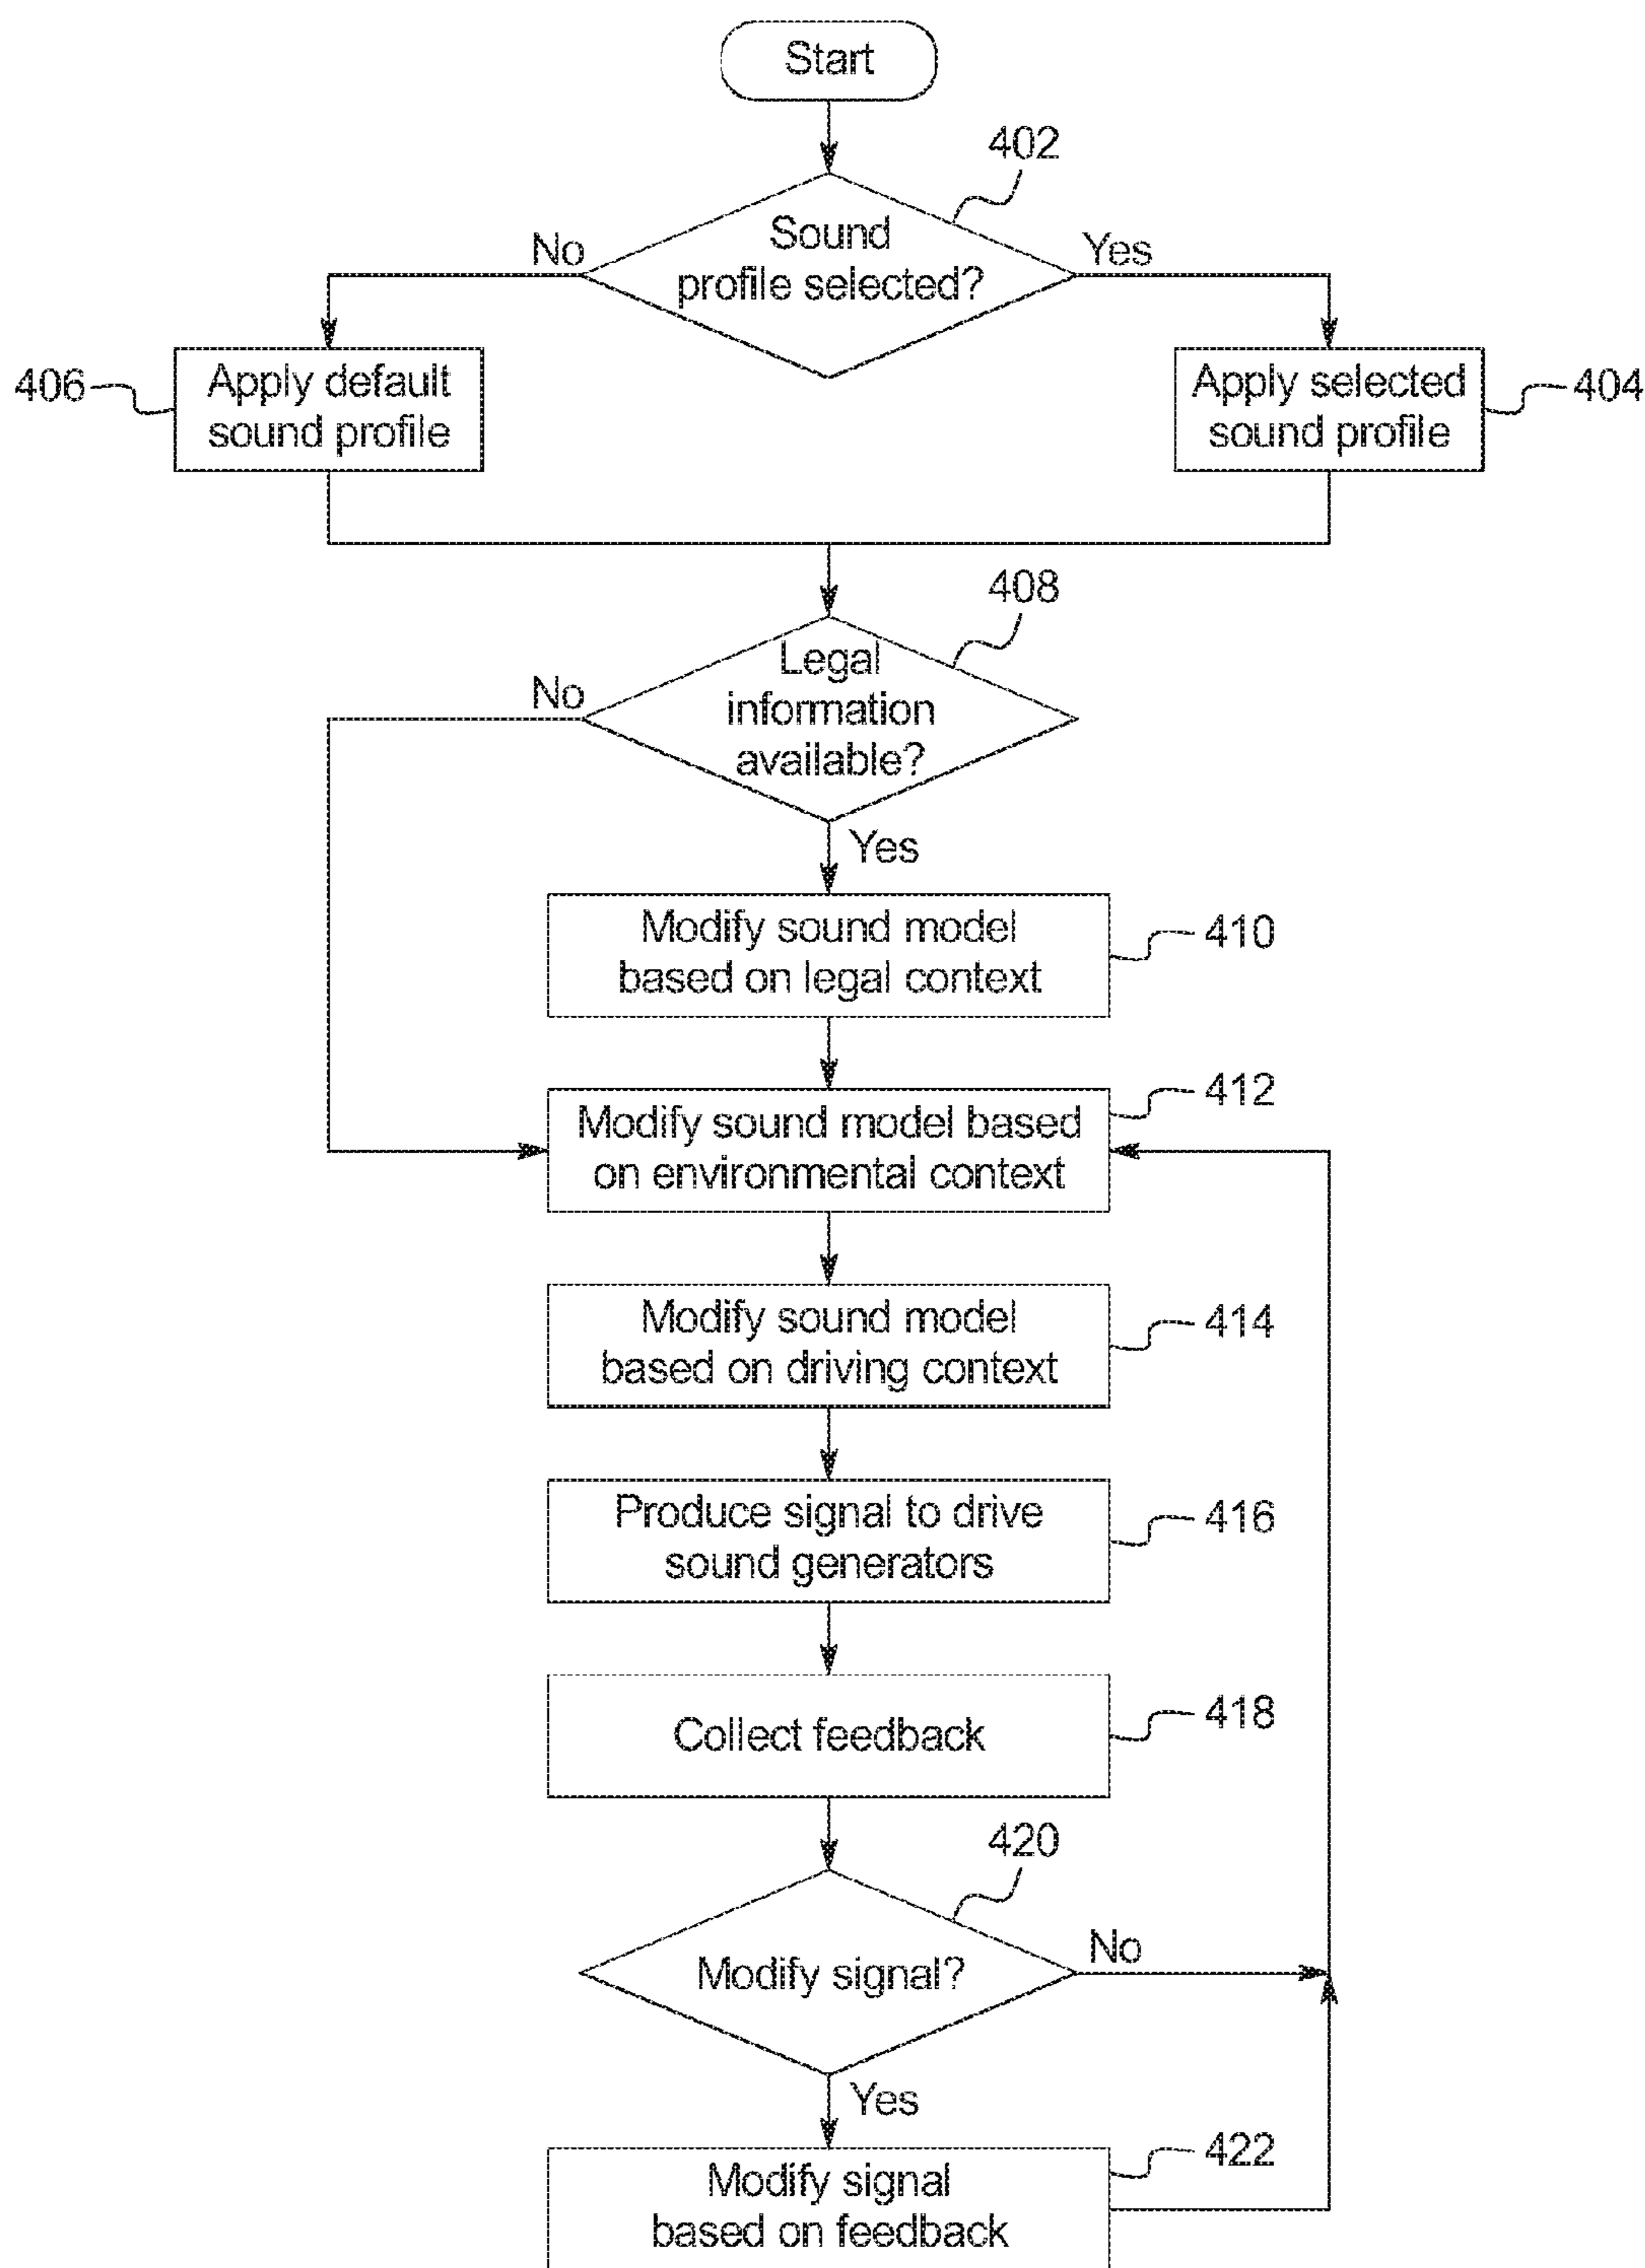 Start
402
Sound
profile selected?
No
Yes
406
Apply default
sound profile
Apply selected
sound profile
404
408
Legal
information
available?
No
Yes
Modify sound model
based on legal context
410
412
Modify sound model based
on environmental context
Modify sound model
based on driving context
414
Produce signal to drive
sound generators
416
Collect feedback
418
420
Modify signal?
No
Yes
422
Modify signal
based on feedback